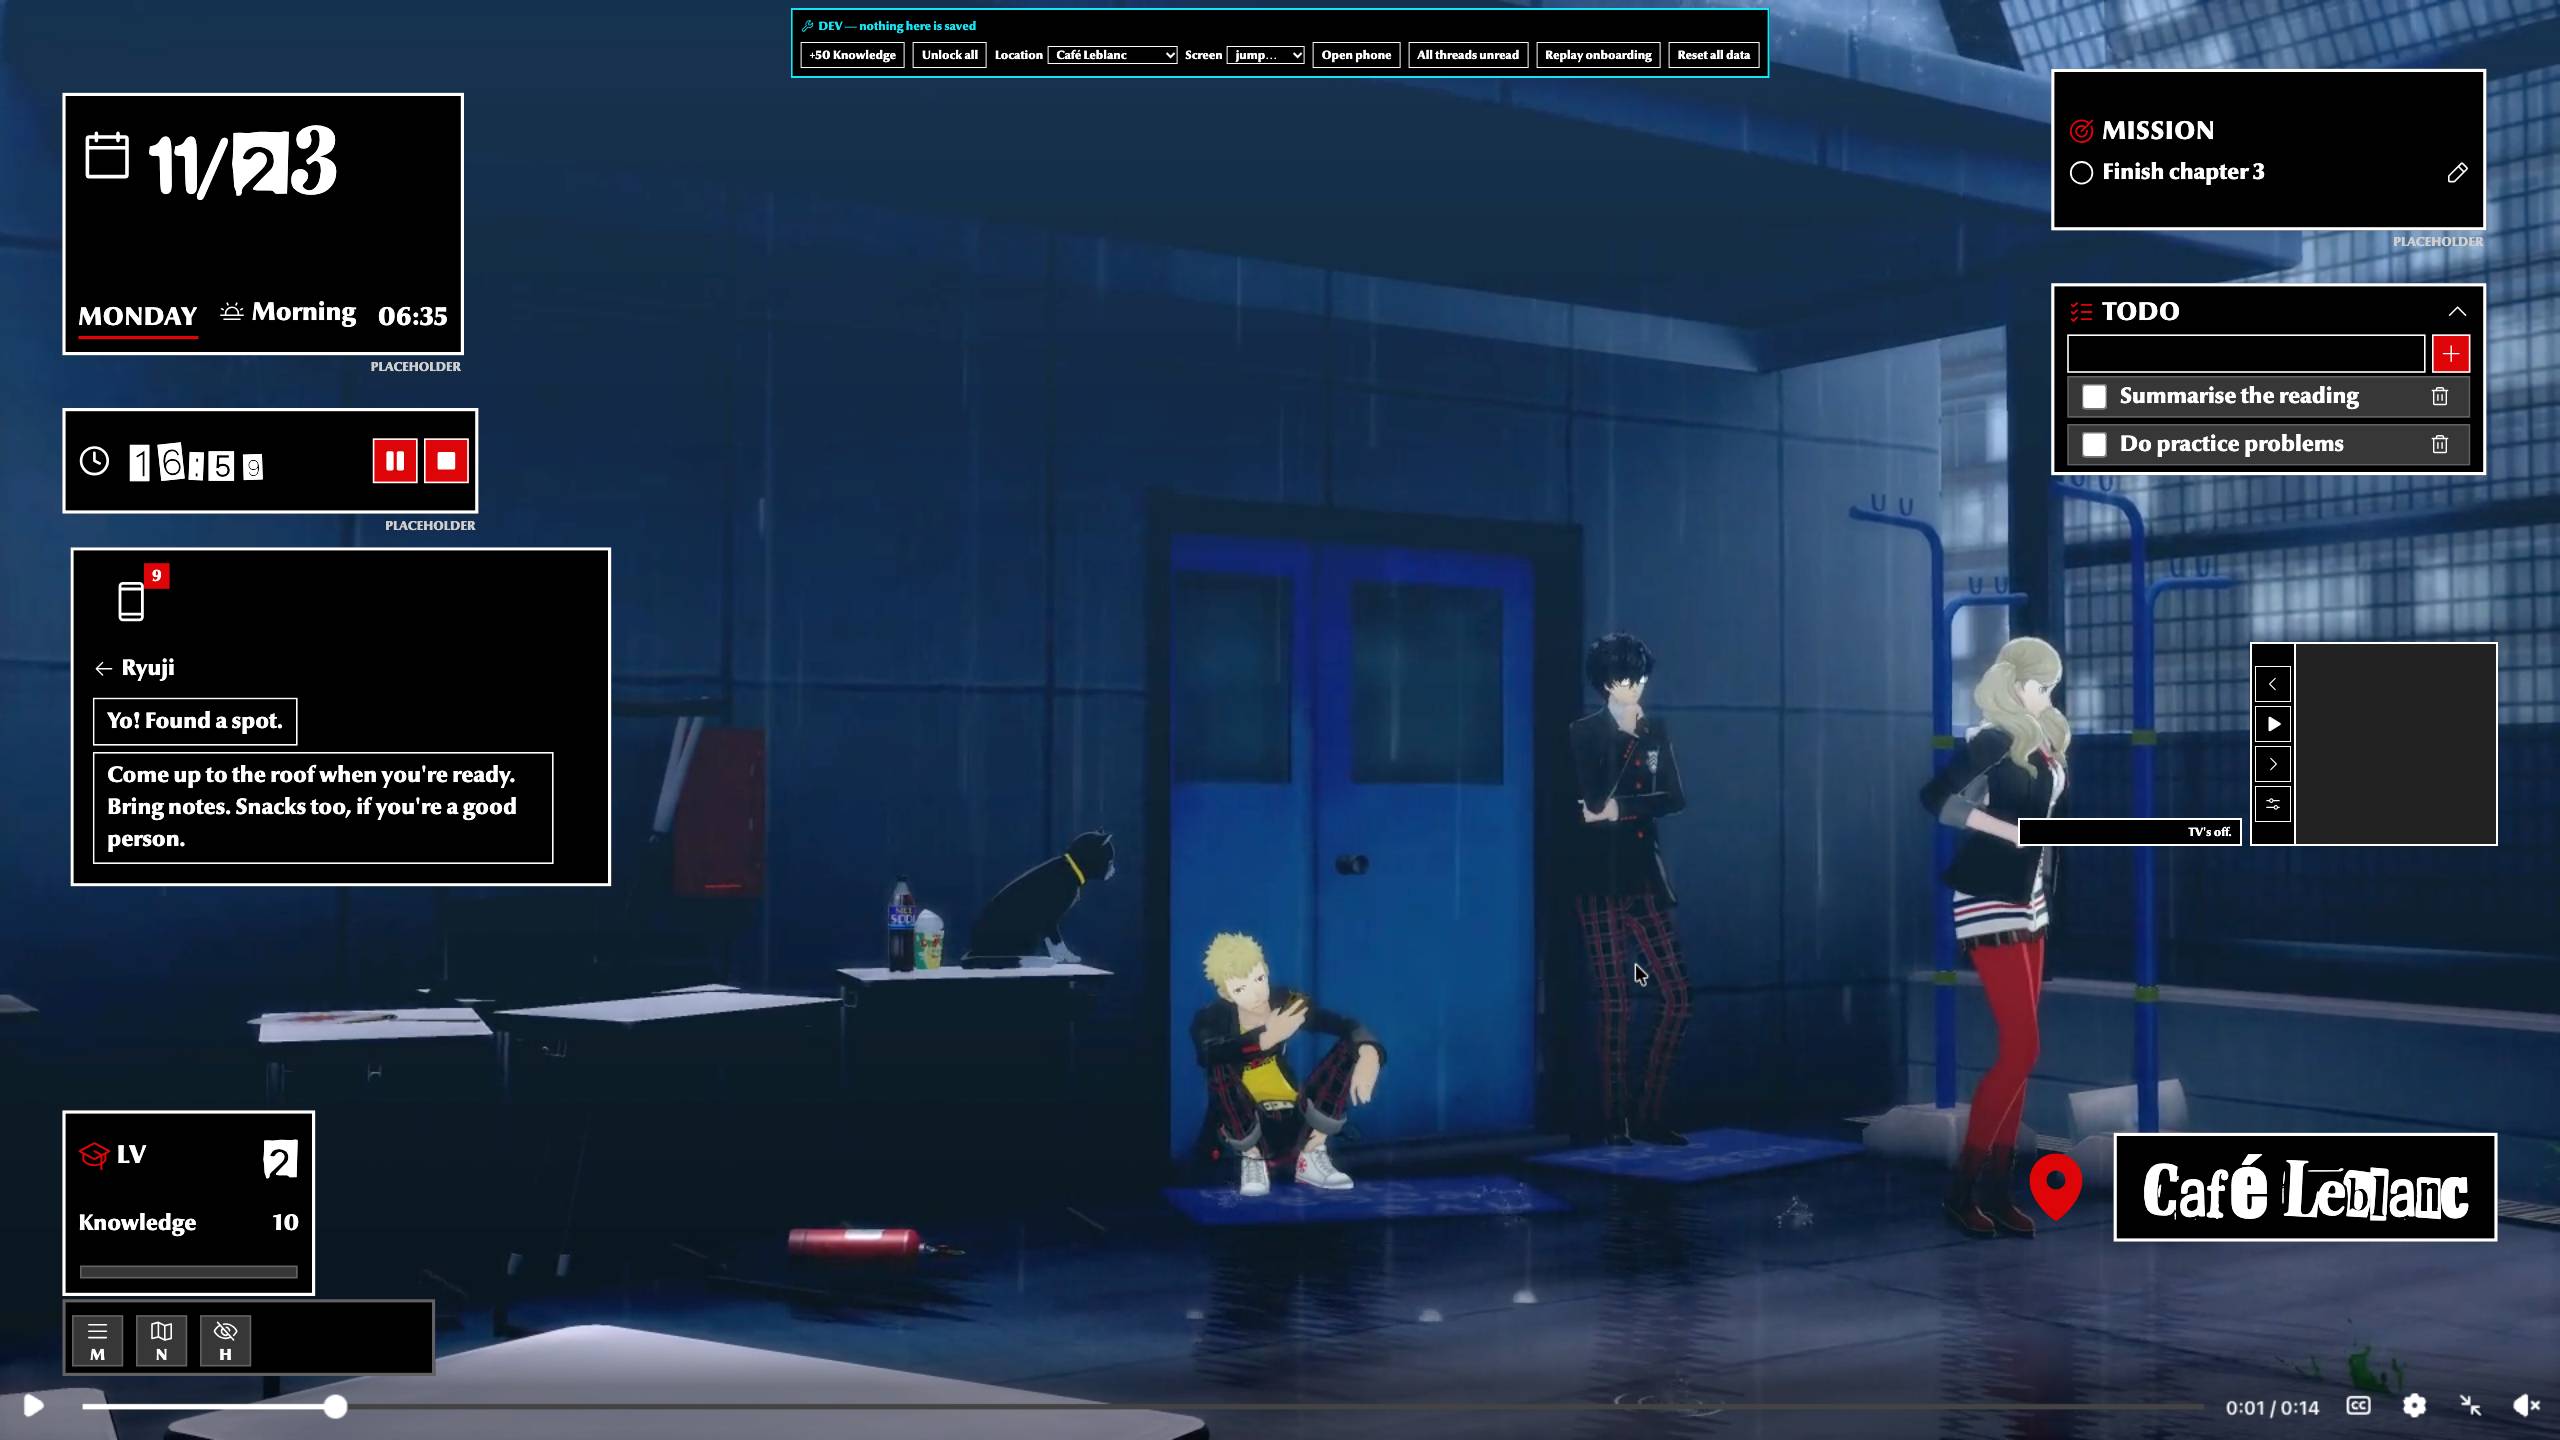 DEV — nothing here is saved
+50 Knowledge Unlock all Location Café Leblanc Screen jump... Open phone All threads unread Replay onboarding Reset all data
11/23
MONDAY Morning 06:35
PLACEHOLDER
16:59
PLACEHOLDER
9
Ryuji
Yo! Found a spot.
Come up to the roof when you're ready.
Bring notes. Snacks too, if you're a good
person.
LV 2
Knowledge 10
M N H
MISSION
Finish chapter 3
PLACEHOLDER
TODO
Summarise the reading
Do practice problems
TV's off.
Café Leblanc
0:01 / 0:14 CC